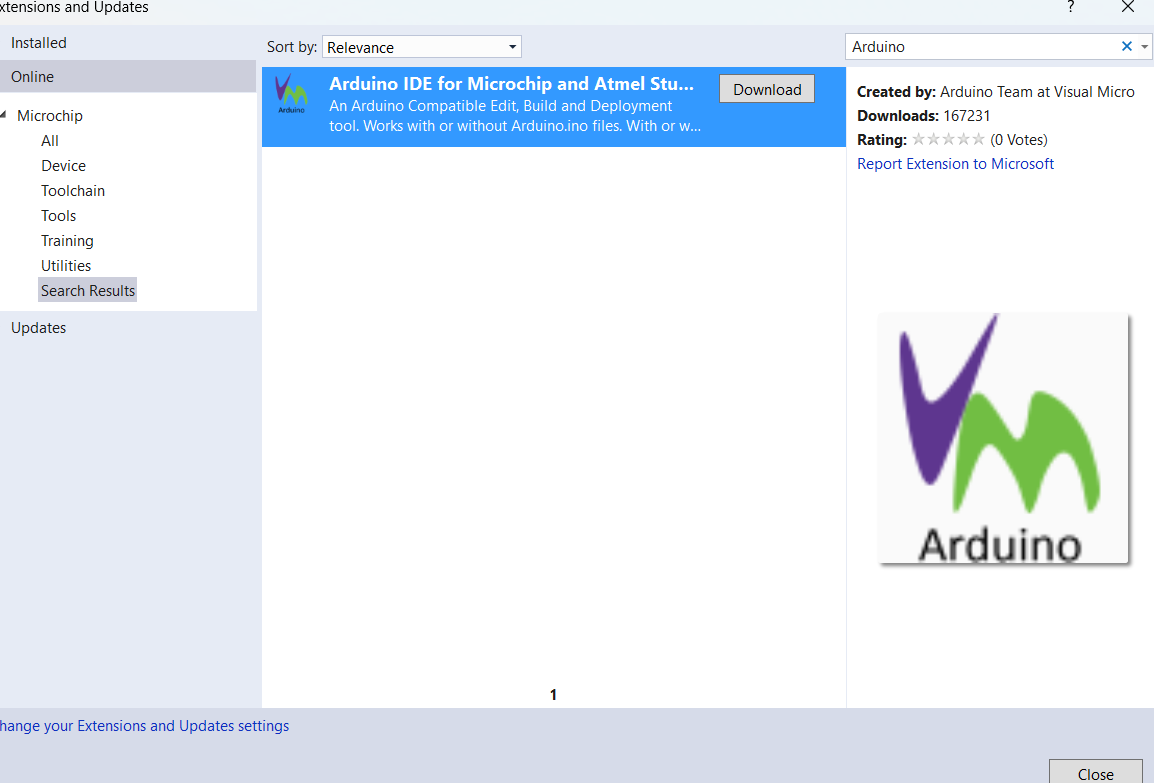 xtensions and Updates
?
Installed
Online
Microchip
All
Device
Toolchain
Tools
Training
Utilities
Search Results
Updates
Sort by: Relevance
Arduino IDE for Microchip and Atmel Stu...
Download
An Arduino Compatible Edit, Build and Deployment
tool. Works with or without Arduino.ino files. With or w...
Arduino
1
Arduino
Created by: Arduino Team at Visual Micro
Downloads: 167231
Rating: (0 Votes)
Report Extension to Microsoft
Arduino
hange your Extensions and Updates settings
Close